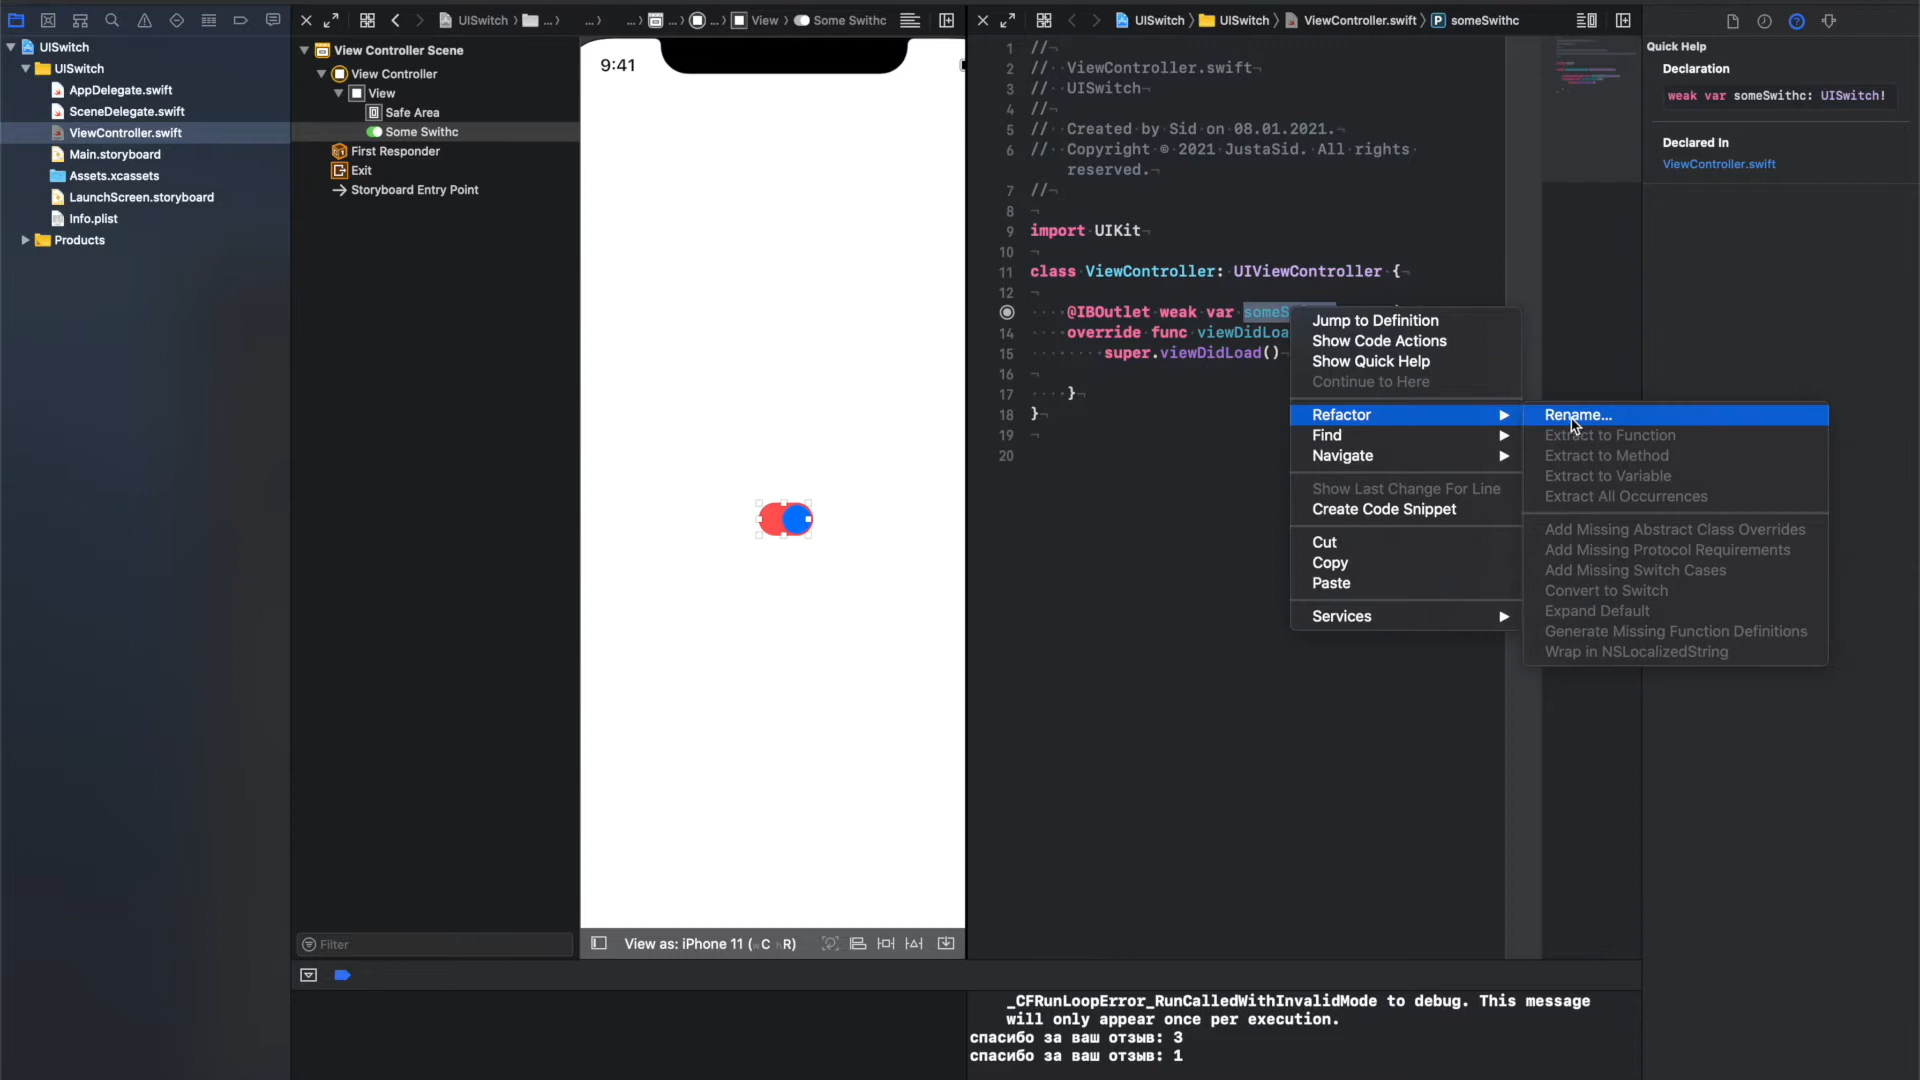 UISwitch
UISwitch
AppDelegate.swift
SceneDelegate.swift
ViewController.swift
Main.storyboard
Assets.xcassets
LaunchScreen.storyboard
Info.plist
Products
UISwitch 〉 ... 〉 ... 〉 ... 〉 ... 〉 ... 〉 View 〉 Some Swithc
View Controller Scene
View Controller
View
Safe Area
Some Swithc
First Responder
Exit
Storyboard Entry Point
Filter
9:41
View as: iPhone 11 (wC hR)
UISwitch 〉 UISwitch 〉 ViewController.swift 〉 P someSwithc
1 //¬
2 //··ViewController.swift¬
3 //··UISwitch¬
4 //¬
5 //··Created·by·Sid·on·08.01.2021.·¬
6 //··Copyright·©·2021·JustaSid.·All·rights·
reserved.·¬
7 //¬
8 ¬
9 import·UIKit¬
10 ¬
11 class·ViewController:·UIViewController·{¬
12 ¬
····@IBOutlet·weak·var·someS
14 ····override·func·viewDidLoa
15 ········super.viewDidLoad()¬
16 ¬
17 ····}¬
18 }¬
19 ¬
20
Jump to Definition
Show Code Actions
Show Quick Help
Continue to Here
Refactor
Find
Navigate
Show Last Change For Line
Create Code Snippet
Cut
Copy
Paste
Services
Rename...
Extract to Function
Extract to Method
Extract to Variable
Extract All Occurrences
Add Missing Abstract Class Overrides
Add Missing Protocol Requirements
Add Missing Switch Cases
Convert to Switch
Expand Default
Generate Missing Function Definitions
Wrap in NSLocalizedString
Quick Help
Declaration
weak var someSwithc: UISwitch!
Declared In
ViewController.swift
_CFRunLoopError_RunCalledWithInvalidMode to debug. This message
will only appear once per execution.
спасибо за ваш отзыв: 3
спасибо за ваш отзыв: 1